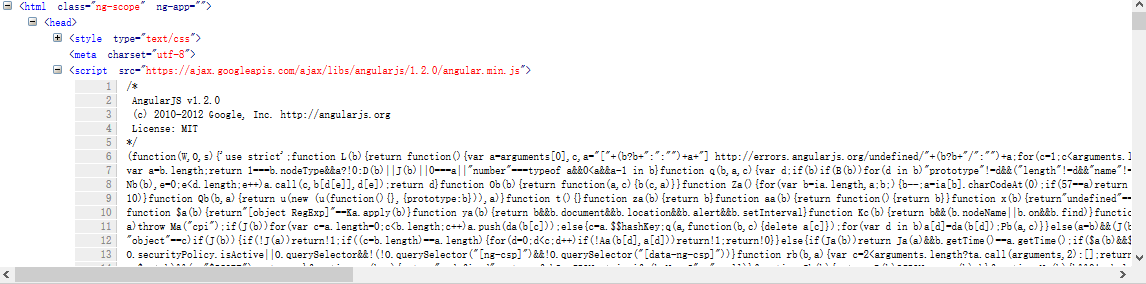 <html class="ng-scope" ng-app="">
<head>
<style type="text/css">
<meta charset="utf-8">
<script src="https://ajax.googleapis.com/ajax/libs/angularjs/1.2.0/angular.min.js">
1 /*
2 AngularJS v1.2.0
3 (c) 2010-2012 Google, Inc. http://angularjs.org
4 License: MIT
5 */
6 (function(W,O,s){'use strict';function L(b){return function(){var a=arguments[0],c,a="["+(b?b+":":"")+a+"] http://errors.angularjs.org/undefined/"+(b?b+"/":"")+a;for(c=1;c<arguments.l
7 var a=b.length;return 1===b.nodeType&&a?!0:D(b)||J(b)||0===a||"number"===typeof a&&0<a&&a-1 in b}function q(b,a,c){var d;if(b)if(B(b))for(d in b)"prototype"!=d&&("length"!=d&&"name"!=
8 Nb(b),e=0;e<d.length;e++)a.call(c,b[d[e]],d[e]);return d}function Ob(b){return function(a,c){b(c,a)}}function Za(){for(var b=ia.length,a;b;){b--;a=ia[b].charCodeAt(0);if(57==a)return
9 10)}function Qb(b,a){return u(new (u(function(){},{prototype:b})),a)}function t(){}function za(b){return b}function aa(b){return function(){return b}}function x(b){return"undefined"==
10 function $a(b){return"[object RegExp]"==Ka.apply(b)}function ya(b){return b&&b.document&&b.location&&b.alert&&b.setInterval}function Kc(b){return b&&(b.nodeName||b.on&&b.find)}functio
11 a)throw Ma("cpi");if(J(b))for(var c=a.length=0;c<b.length;c++)a.push(da(b[c]));else{c=a.$$hashKey;q(a,function(b,c){delete a[c]});for(var d in b)a[d]=da(b[d]);Pb(a,c)}}else(a=b)&&(J(b
12 "object"==c)if(J(b)){if(!J(a))return!1;if((c=b.length)==a.length){for(d=0;d<c;d++)if(!Aa(b[d],a[d]))return!1;return!0}}else{if(Ja(b))return Ja(a)&&b.getTime()==a.getTime();if($a(b)&&$
13 O.securityPolicy.isActive||O.querySelector&&!(!O.querySelector("[ng-csp]")&&!O.querySelector("[data-ng-csp]"))}function rb(b,a){var c=2<arguments.length?ta.call(arguments,2):[];return